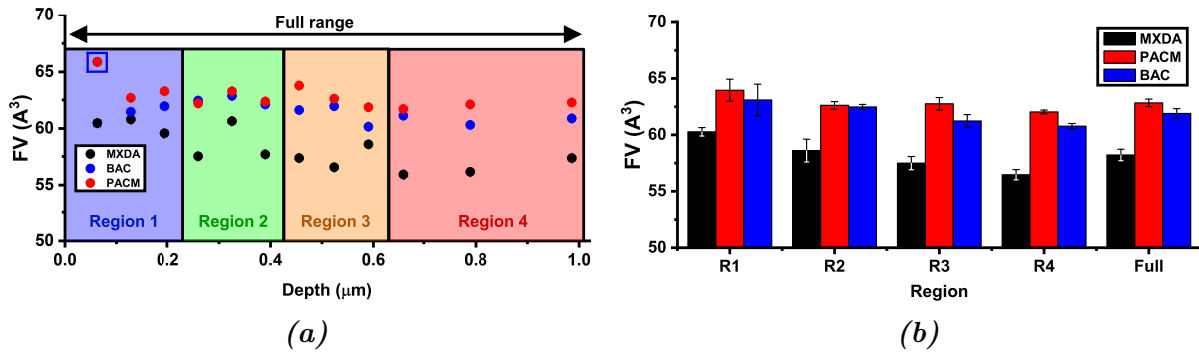 70
65
60
55
50
FV (A³)
Full range
MXDA
BAC
PACM
Region 1
Region 2
Region 3
Region 4
0.0
0.2
0.4
0.6
0.8
1.0
Depth (μm)
(a)
70
65
60
55
50
FV (A³)
MXDA
PACM
BAC
R1
R2
R3
R4
Full
Region
(b)